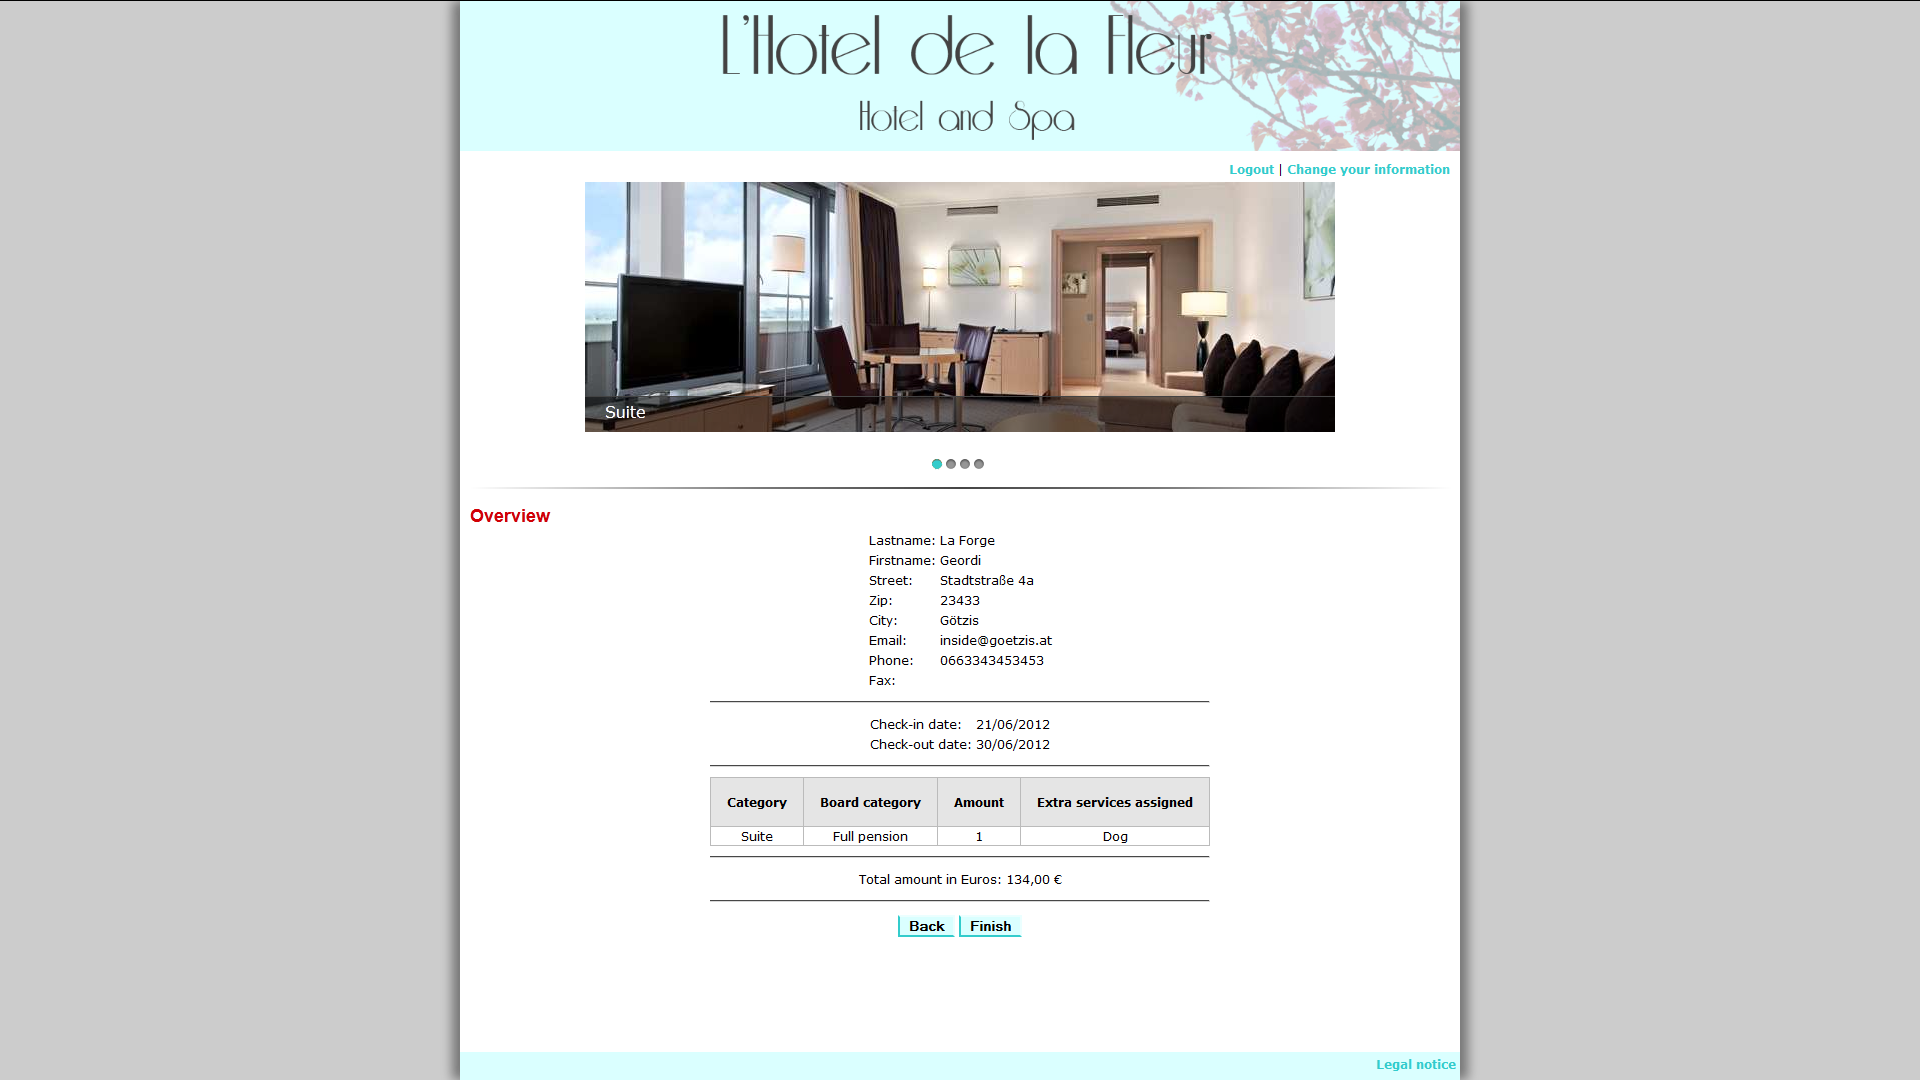 L'Hotel de la Fleur
Hotel and Spa
Logout | Change your information
Suite
Overview
Lastname: La Forge
Firstname: Geordi
Street: Stadtstraße 4a
Zip: 23433
City: Götzis
Email: inside@goetzis.at
Phone: 0663343453453
Fax:
Check-in date: 21/06/2012
Check-out date: 30/06/2012
Category Board category Amount Extra services assigned
Suite Full pension 1 Dog
Total amount in Euros: 134,00 €
Back Finish
Legal notice